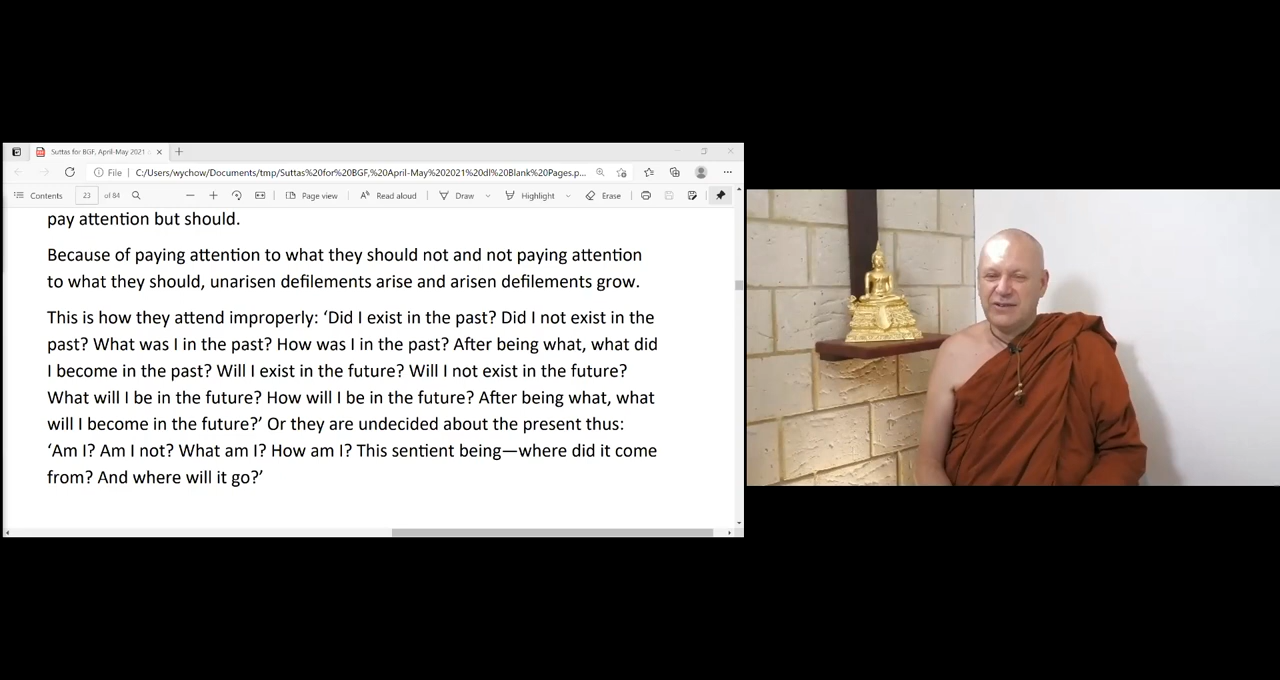 Suttas for BGF, April-May 2021
File
C:/Users/wychow/Documents/tmp/Suttas%20for%20BGF,%20April-May%202021%20dl%20Blank%20Pages.p...
Contents
23
of 84
Page view
Read aloud
Draw
Highlight
Erase
pay attention but should.
Because of paying attention to what they should not and not paying attention
to what they should, unarisen defilements arise and arisen defilements grow.
This is how they attend improperly: ‘Did I exist in the past? Did I not exist in the
past? What was I in the past? How was I in the past? After being what, what did
I become in the past? Will I exist in the future? Will I not exist in the future?
What will I be in the future? How will I be in the future? After being what, what
will I become in the future?’ Or they are undecided about the present thus:
‘Am I? Am I not? What am I? How am I? This sentient being—where did it come
from? And where will it go?’